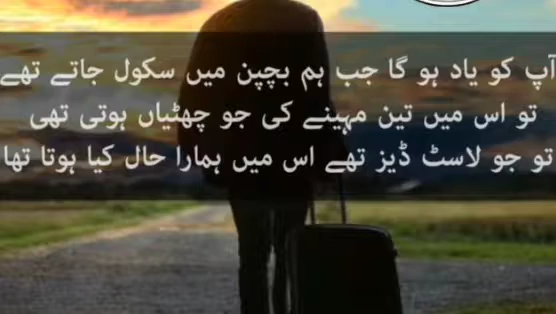 آپ کو یاد ہو گا جب ہم بچپن میں سکول جاتے تھے
تو اس میں تین مہینے کی جو چھٹیاں ہوتی تھی
تو جو لاسٹ ڈیز تھے اس میں ہمارا حال کیا ہوتا تھا